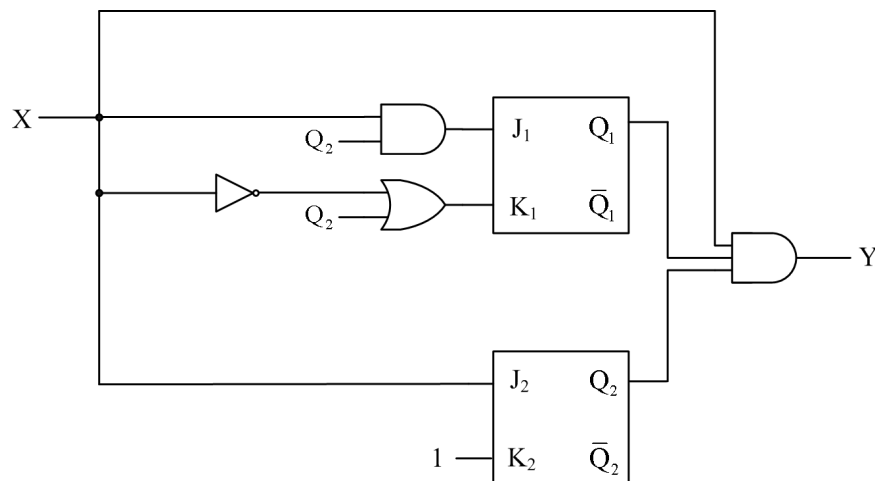 X
Q₂
J₁ Q₁
Q₂
K₁ Q̅₁
Y
J₂ Q₂
1
K₂ Q̅₂